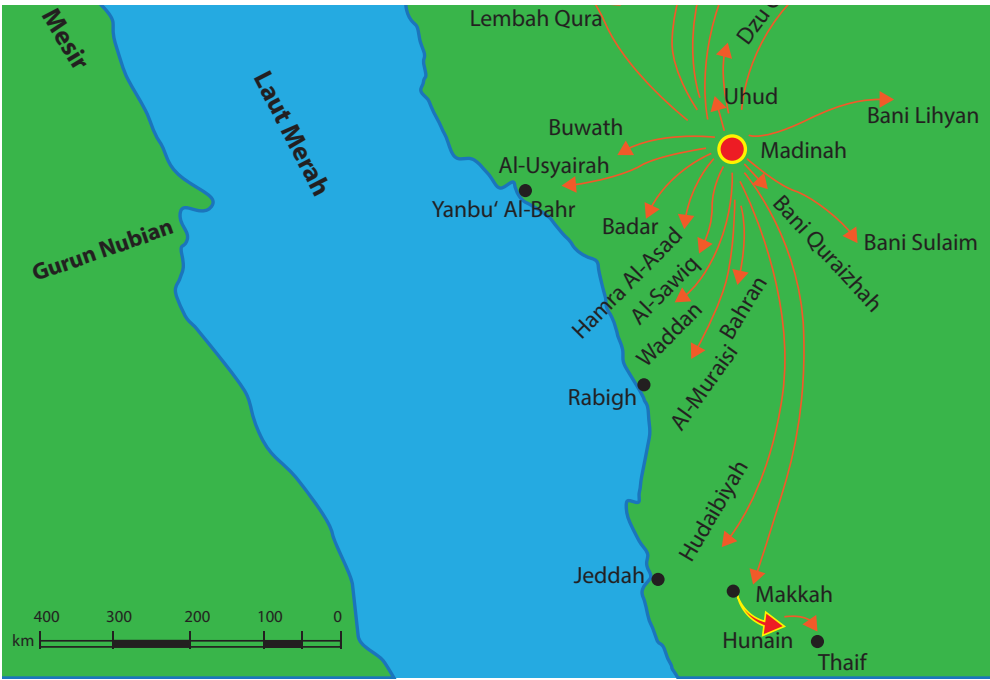 Mesir
Lembah Qura
Dzu
Laut Merah
Uhud
Bani Lihyan
Buwath
Madinah
Al-Usyairah
Yanbu‘ Al-Bahr
Gurun Nubian
Badar
Bani Quraizhah
Bani Sulaim
Hamra Al-Asad
Al-Sawiq
Waddan
Bahran
Al-Muraisi
Rabigh
Hudaibiyah
Jeddah
Makkah
Hunain
Thaif
400 300 200 100 0
km